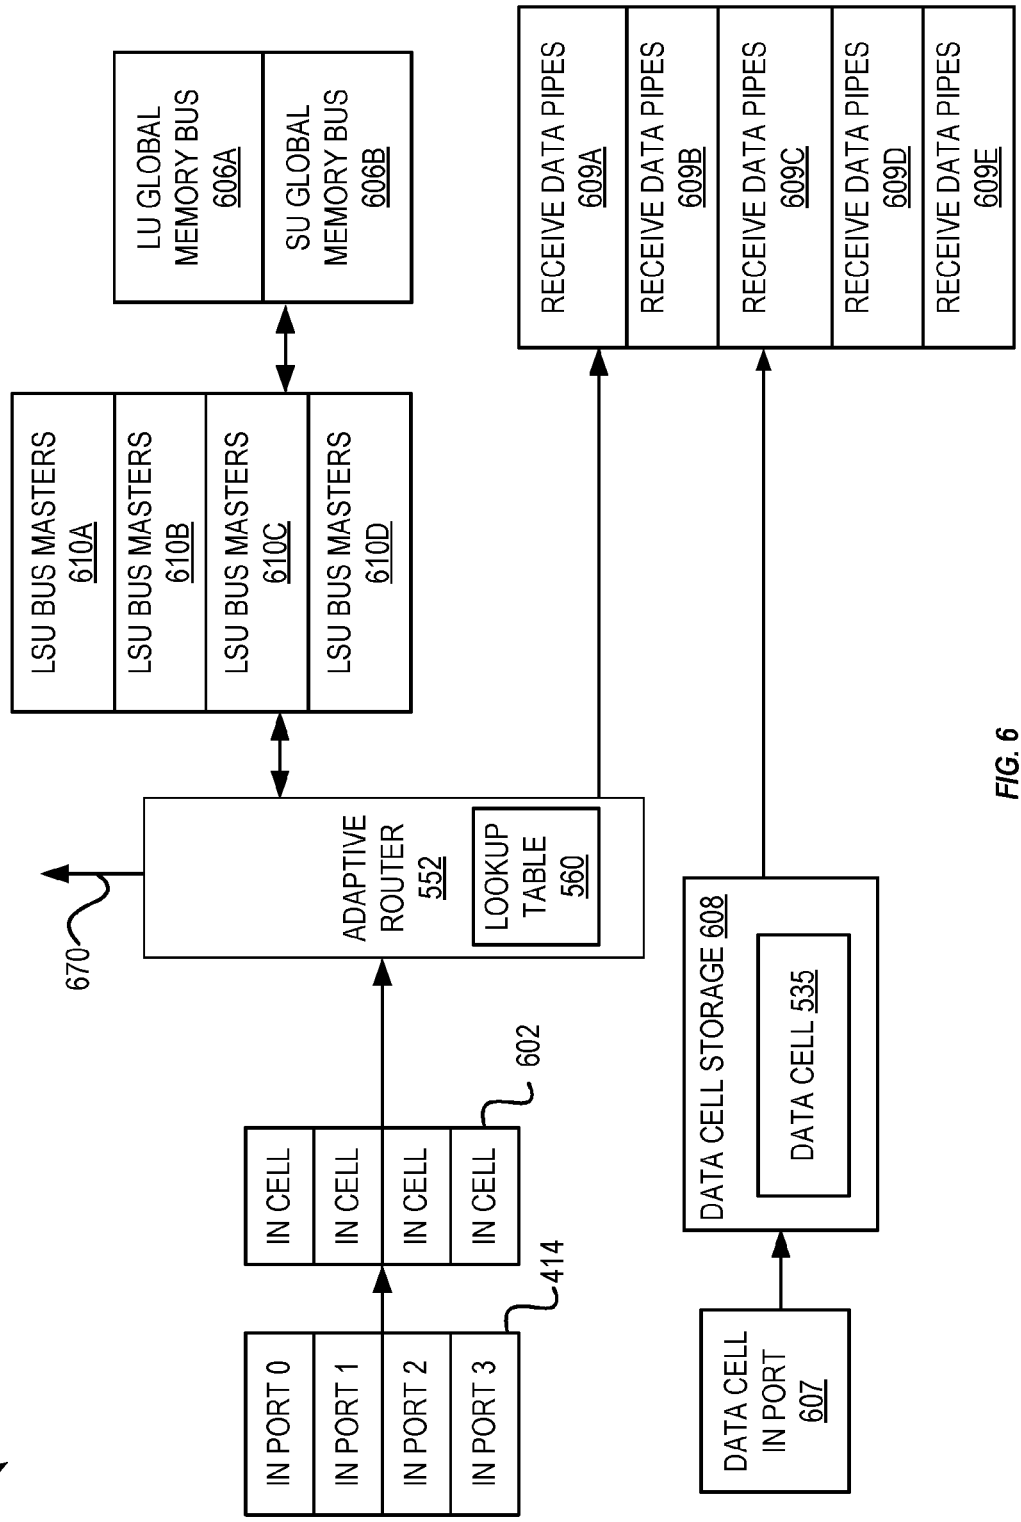 670
LU GLOBAL
MEMORY BUS
606A
SU GLOBAL
MEMORY BUS
606B
LSU BUS MASTERS
610A
LSU BUS MASTERS
610B
LSU BUS MASTERS
610C
LSU BUS MASTERS
610D
IN PORT 0
IN PORT 1
IN PORT 2
IN PORT 3
414
IN CELL
IN CELL
IN CELL
IN CELL
602
ADAPTIVE
ROUTER
552
LOOKUP
TABLE
560
RECEIVE DATA PIPES
609A
RECEIVE DATA PIPES
609B
RECEIVE DATA PIPES
609C
RECEIVE DATA PIPES
609D
RECEIVE DATA PIPES
609E
DATA CELL
IN PORT
607
DATA CELL STORAGE 608
DATA CELL 535
FIG. 6